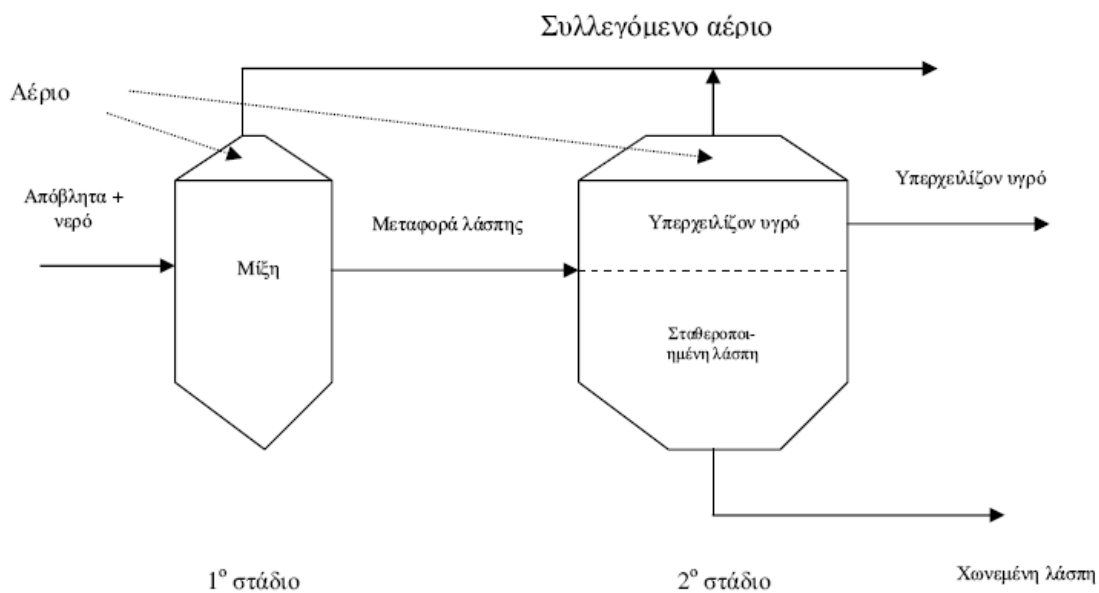 Συλλεγόμενο αέριο
Αέριο
Απόβλητα +
νερό
Μεταφορά λάσπης
Μίξη
Υπερχειλίζον υγρό
Υπερχειλίζον υγρό
Σταθεροποι-
ημένη λάσπη
1ο στάδιο
2ο στάδιο
Χωνεμένη λάσπη